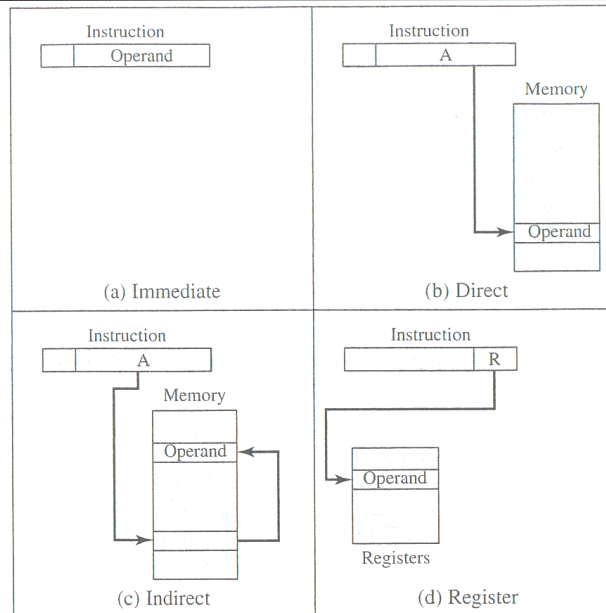 Instruction
Operand
(a) Immediate
Instruction
A
Memory
Operand
(b) Direct
Instruction
A
Memory
Operand
(c) Indirect
Instruction
R
Operand
Registers
(d) Register